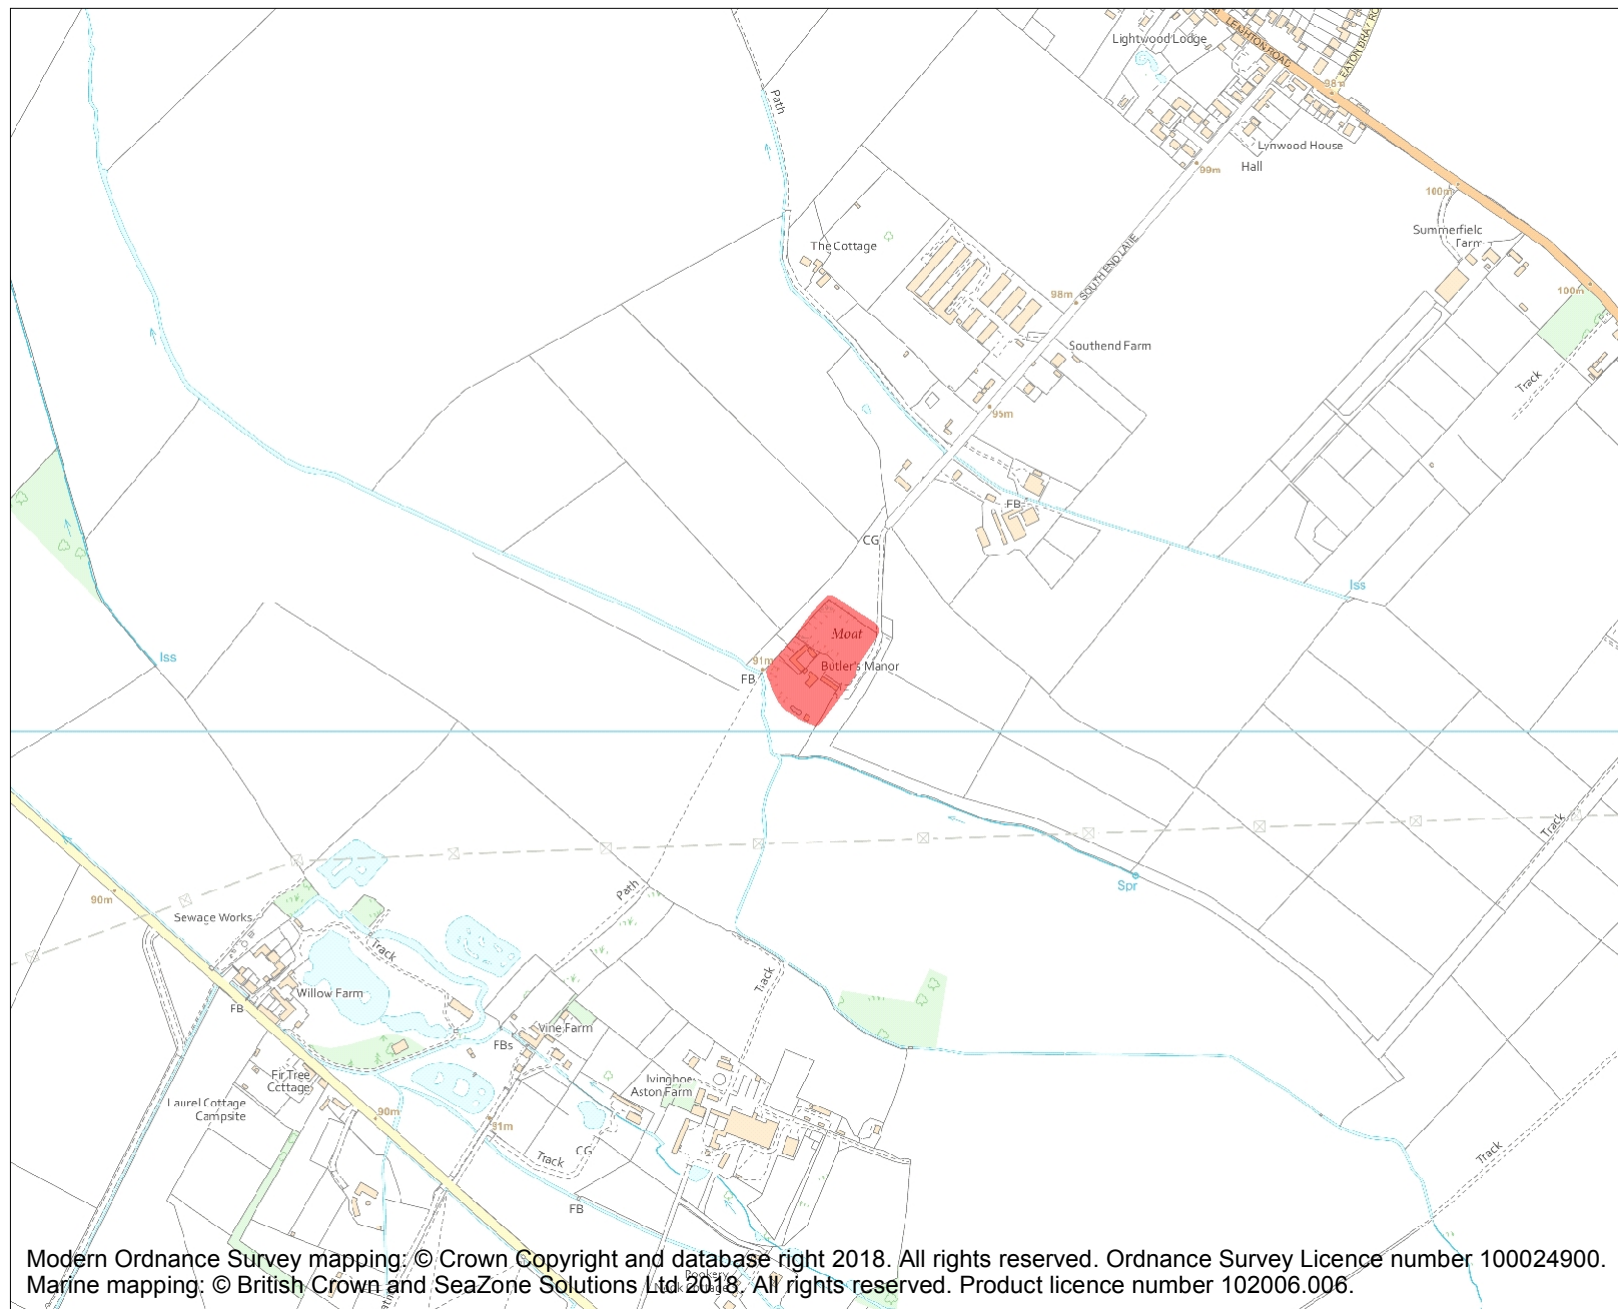 LEIGHTON ROAD
EATON BRAY RO
Lightwood Lodge
98m
Path
Lynwood House
Hall
99m
100m
Summerfield
Farm
The Cottage
SOUTH END LANE
98m
100m
Southend Farm
Track
95m
FB
CG
Iss
Moat
Iss
91m
Butler's Manor
FB
Track
Spr
Path
90m
Sewage Works
Track
Track
Willow Farm
FB
Vine Farm
FBs
Fir Tree
Cottage
Ivinghoe
Aston Farm
Laurel Cottage
Campsite
90m
91m
CG
Track
Track
FB
Modern Ordnance Survey mapping: © Crown Copyright and database right 2018. All rights reserved. Ordnance Survey Licence number 100024900.
Marine mapping: © British Crown and SeaZone Solutions Ltd 2018. All rights reserved. Product licence number 102006.006.